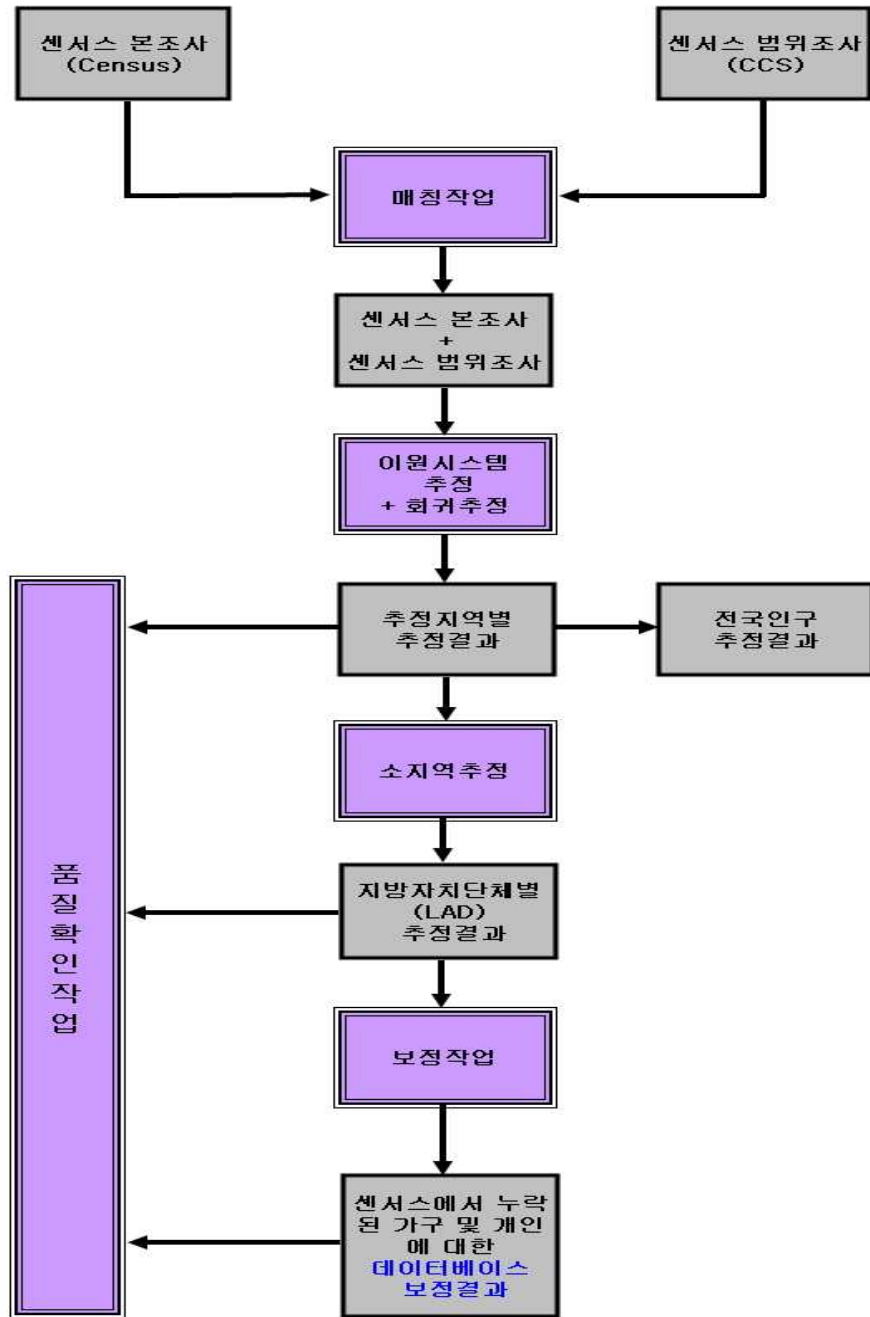 센서스 본조사
(Census)
센서스 범위조사
(CCS)
매칭작업
센서스 본조사
+
센서스 범위조사
이원시스템
추정
+ 회귀추정
추정지역별
추정결과
전국인구
추정결과
소지역추정
지방자치단체별
(LAD)
추정결과
보정작업
센서스에서 누락
된 가구 및 개인
에 대한
데이터베이스
보정결과
품질확인작업